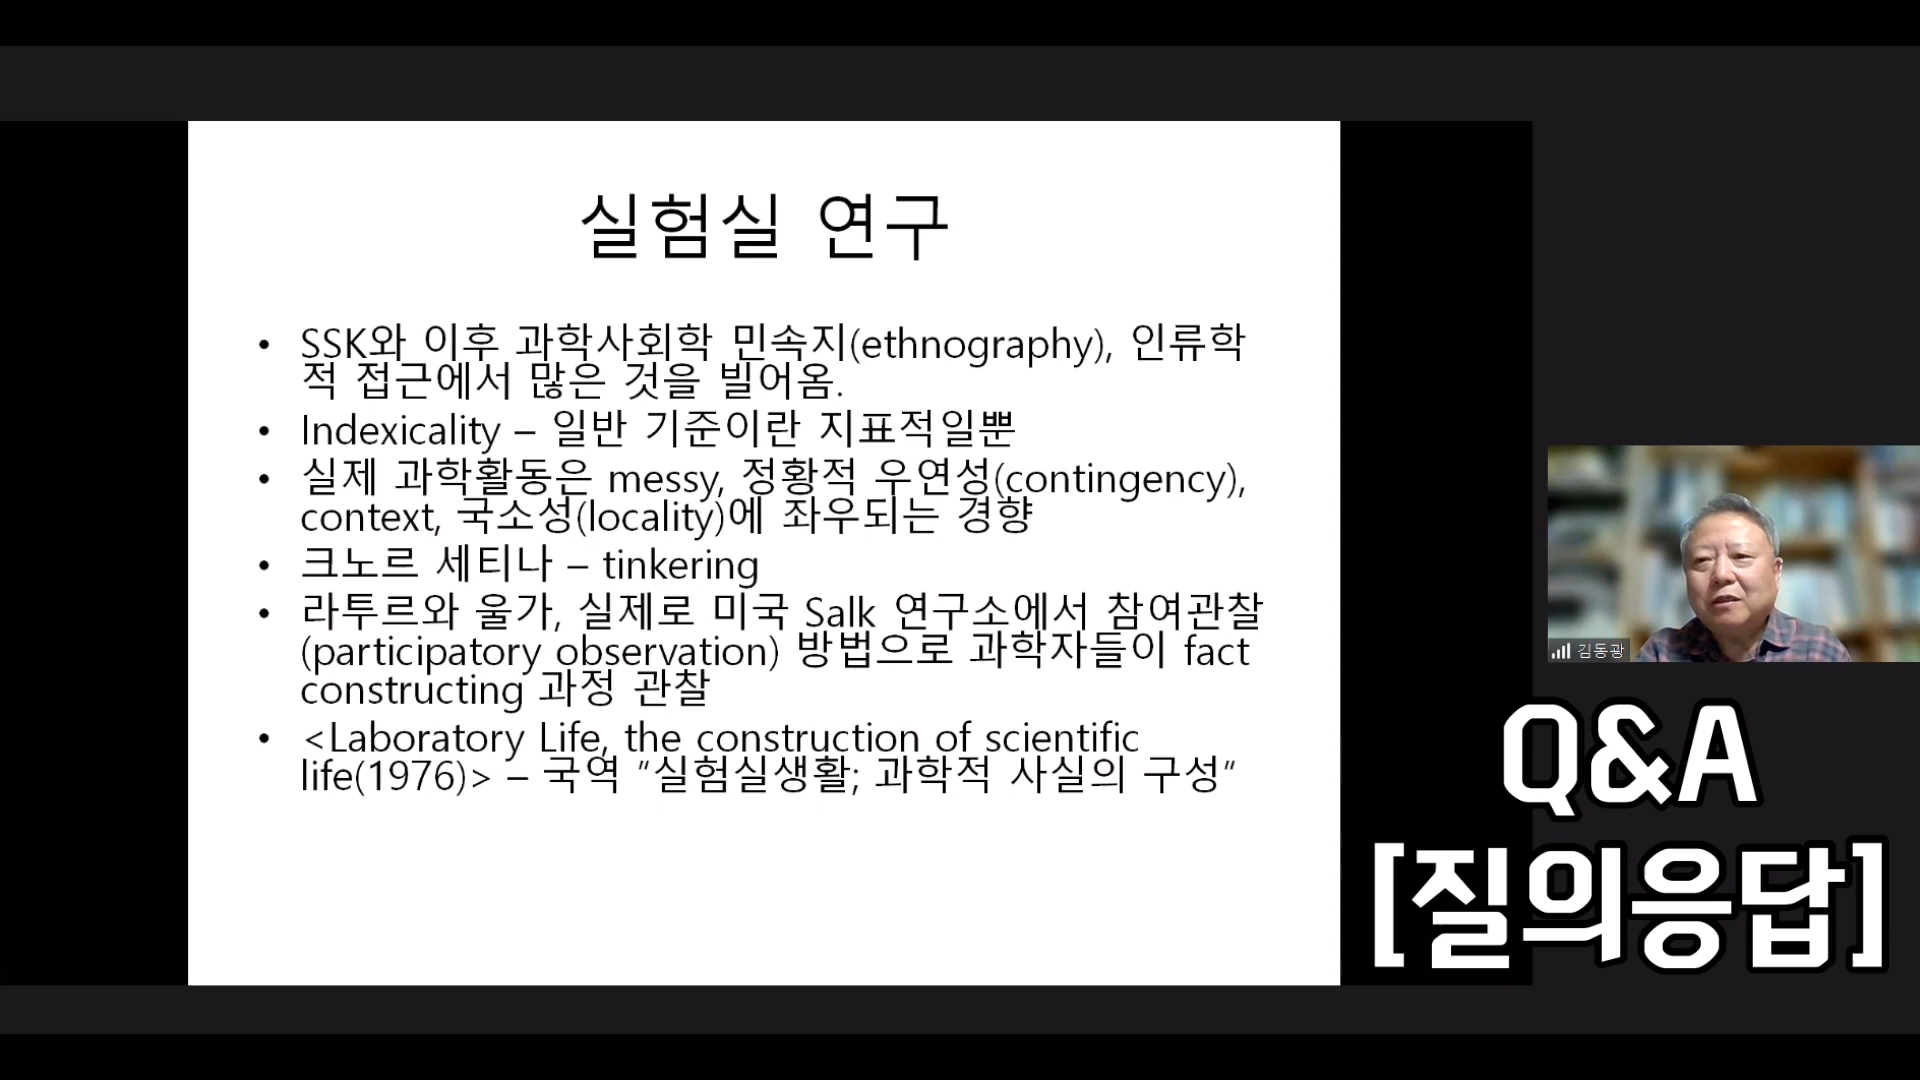 실험실 연구
• SSK와 이후 과학사회학 민속지(ethnography), 인류학
적 접근에서 많은 것을 빌어옴.
• Indexicality – 일반 기준이란 지표적일뿐
• 실제 과학활동은 messy, 정황적 우연성(contingency),
context, 국소성(locality)에 좌우되는 경향
• 크노르 세티나 – tinkering
• 라투르와 울가, 실제로 미국 Salk 연구소에서 참여관찰
(participatory observation) 방법으로 과학자들이 fact
constructing 과정 관찰
• <Laboratory Life, the construction of scientific
life(1976)> – 국역 "실험실생활; 과학적 사실의 구성"
김동광
Q&A
[질의응답]